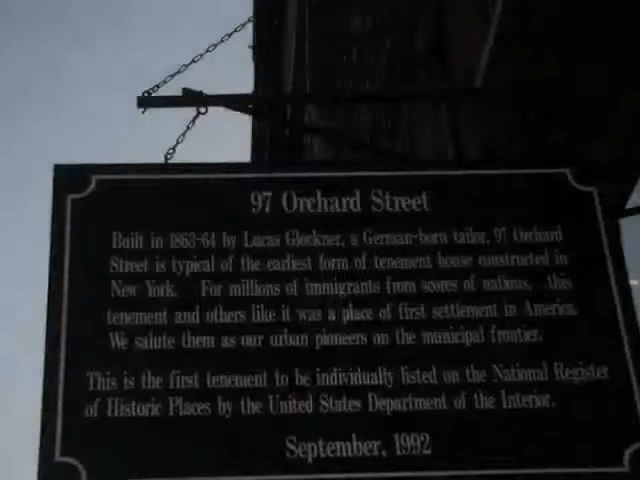 97 Orchard Street
Built in 1863-64 by Lucas Glockner, a German-born tailor, 97 Orchard
Street is typical of the earliest form of tenement house constructed in
New York. For millions of immigrants from scores of nations, this
tenement and others like it was a place of first settlement in America.
We salute them as our urban pioneers on the municipal frontier.
This is the first tenement to be individually listed on the National Register
of Historic Places by the United States Department of the Interior.
September, 1992